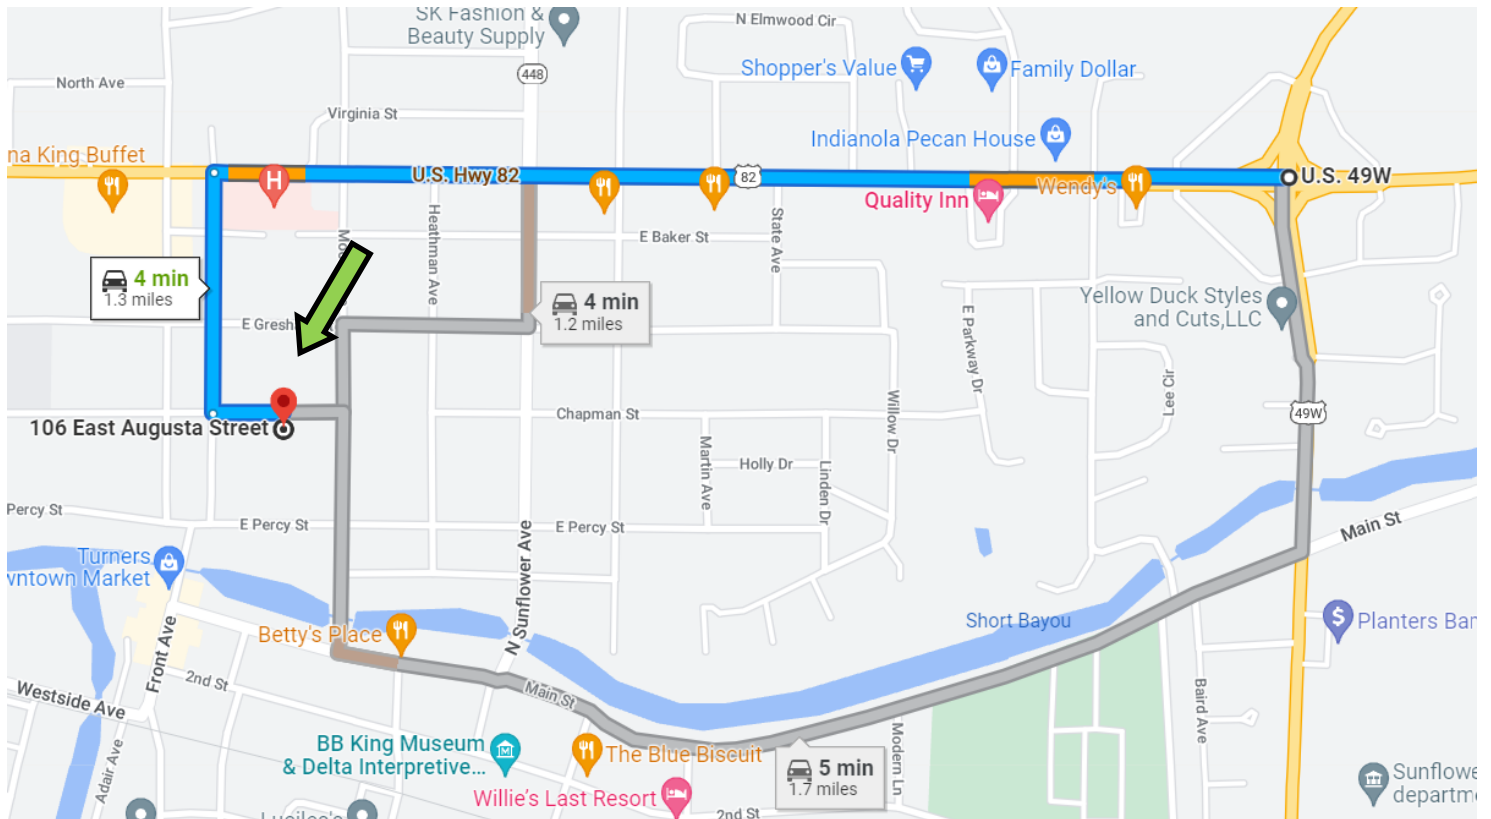 SK Fashion &
Beauty Supply
N Elmwood Cir
448
Shopper's Value
Family Dollar
North Ave
Virginia St
Indianola Pecan House
na King Buffet
H
U.S. Hwy 82
82
Wendy's
U.S. 49W
Quality Inn
E Baker St
Heathman Ave
State Ave
4 min
1.3 miles
4 min
1.2 miles
Yellow Duck Styles
and Cuts,LLC
E Gresh
E Parkway Dr
Lee Cir
Willow Dr
49W
Chapman St
106 East Augusta Street
Martin Ave
Holly Dr
Linden Dr
Percy St
E Percy St
E Percy St
Main St
N Sunflower Ave
Turners
wntown Market
Short Bayou
Planters Ban
Betty's Place
Front Ave
2nd St
Westside Ave
Main St
Baird Ave
Modern Ln
BB King Museum
& Delta Interpretive...
The Blue Biscuit
5 min
1.7 miles
Adair Ave
Willie's Last Resort
Sunflowe
departme
2nd St